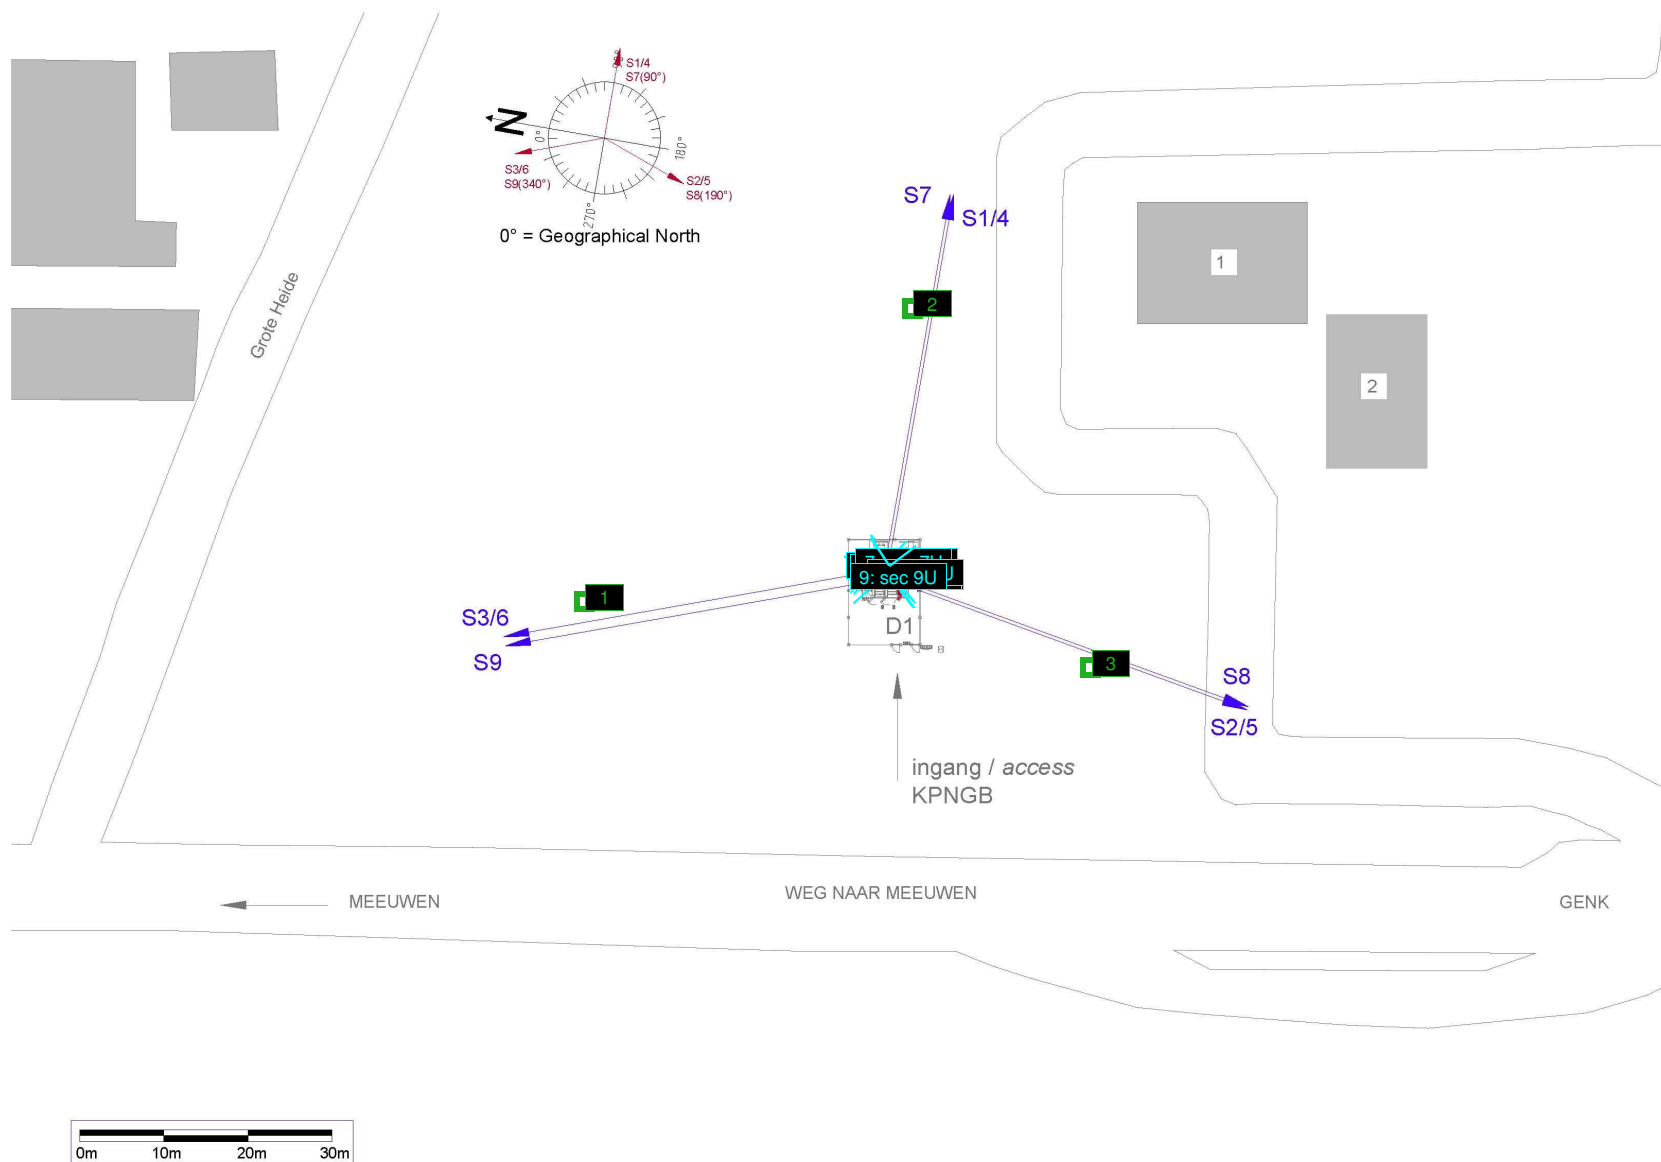 S1/4
S7(90°)
N
0°
180°
S3/6
S9(340°)
S2/5
S8(190°)
270°
0° = Geographical North
S7
S1/4
1
2
Grote Heide
2
9: sec 9U
1
S3/6
S9
D1
3
S8
S2/5
ingang / access
KPNGB
MEEUWEN
WEG NAAR MEEUWEN
GENK
0m 10m 20m 30m